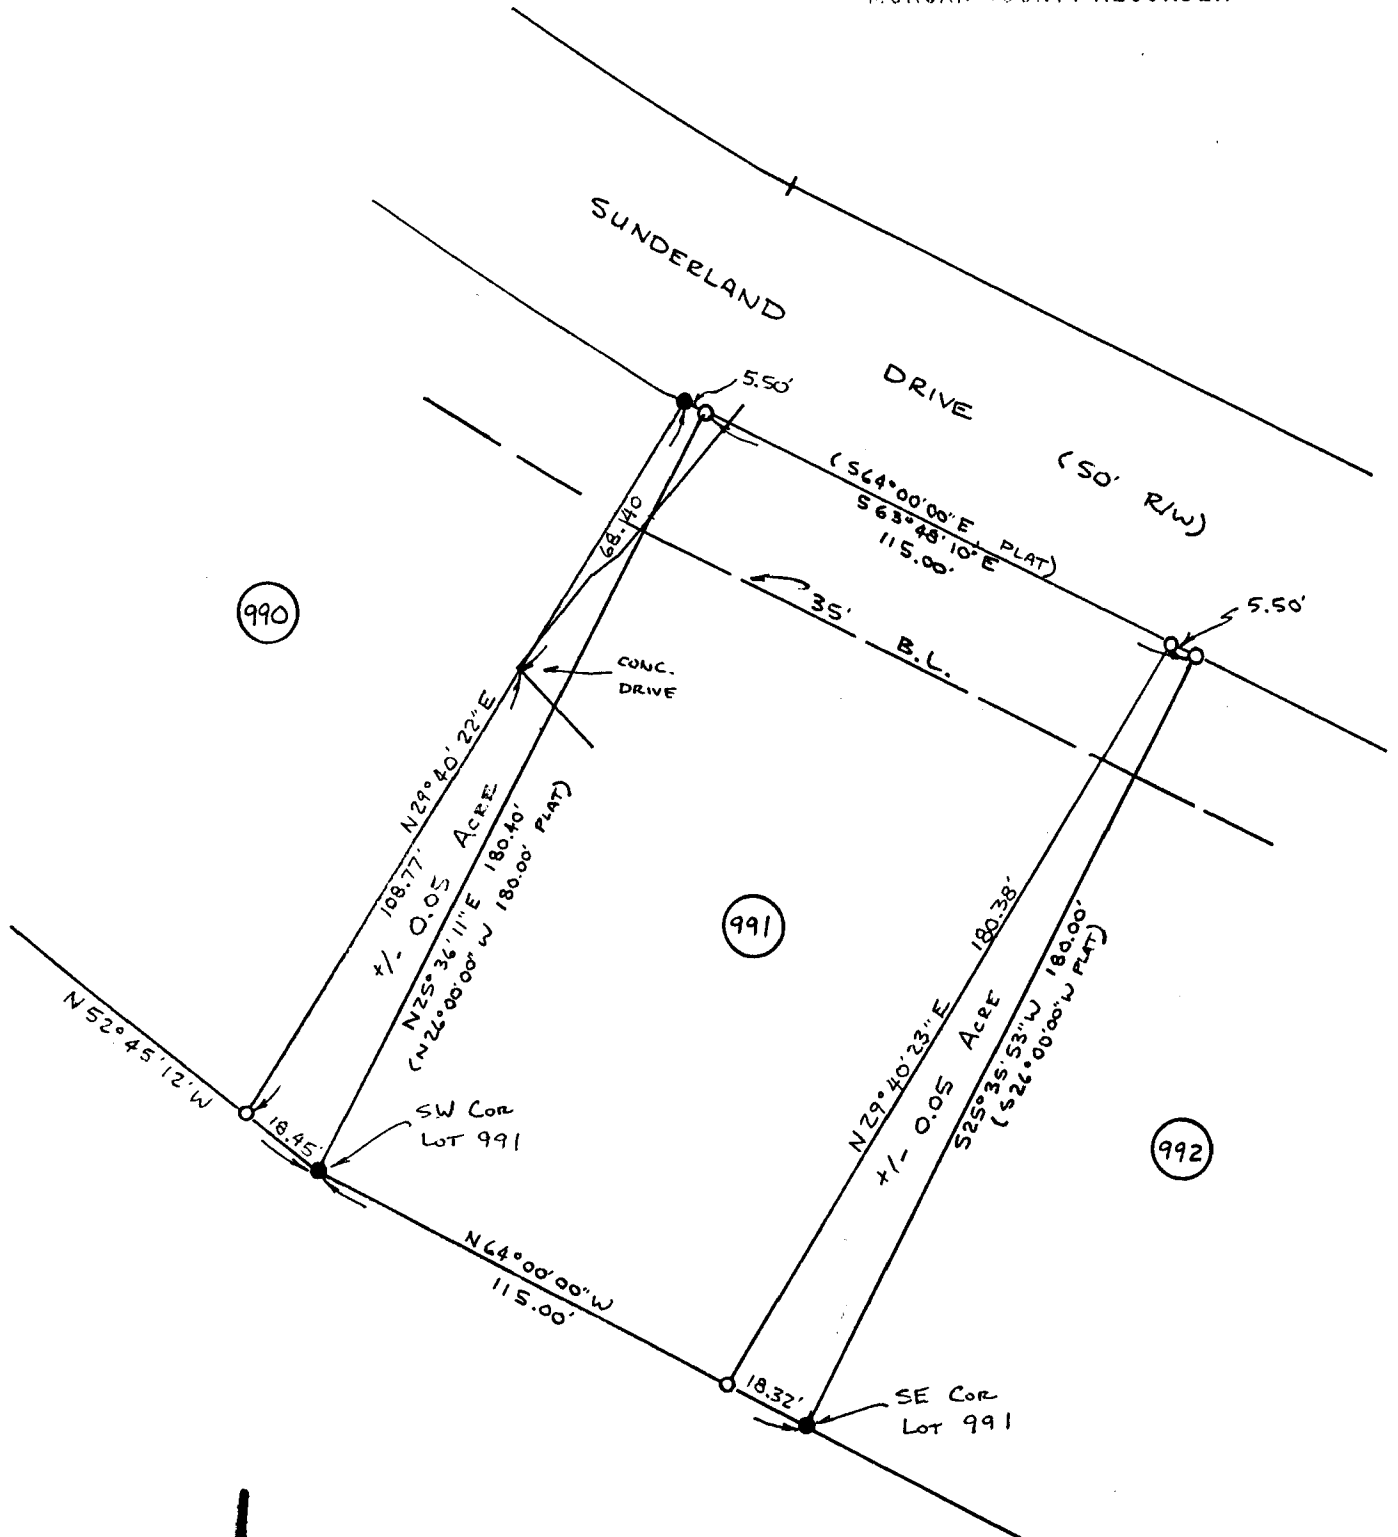 SUNDERLAND
DRIVE
(50' R/W)
5.50'
(S64°00'00"E, PLAT)
S63°48'10"E
115.00'
68.40
35'
B.L.
5.50'
990
CONC.
DRIVE
N29°40'22"E
108.77'
+/- 0.05 ACRE
N25°36'11"E 180.40'
(N26°00'00"W 180.00' PLAT)
991
180.38'
N29°40'23"E
+/- 0.05 ACRE
S25°35'53"W 180.00'
(S26°00'00"W PLAT)
N52°45'12"W
18.45'
SW COR
LOT 991
992
N64°00'00"W
115.00'
18.32'
SE COR
LOT 991